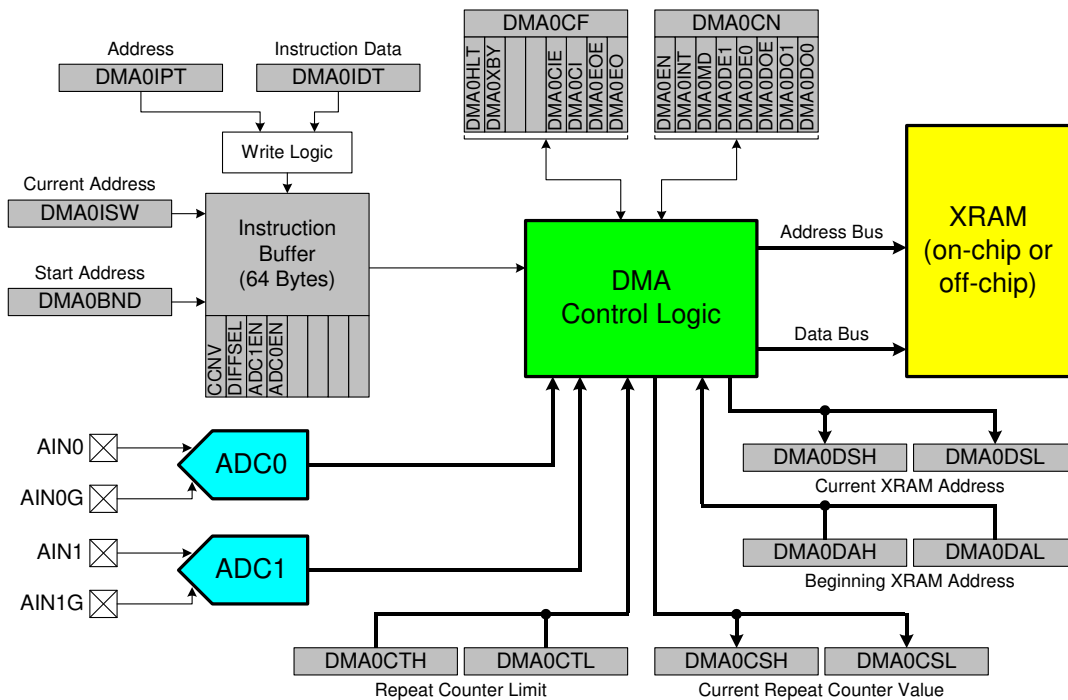 DMA0CF
DMA0CN
DMA0HLT
DMA0XBY
DMA0CIE
DMA0CI
DMA0EOE
DMA0EO
DMA0EN
DMA0INT
DMA0MD
DMA0DE1
DMA0DE0
DMA0DOE
DMA0DO1
DMA0DO0
Address
Instruction Data
DMA0IPT
DMA0IDT
Write Logic
Current Address
DMA0ISW
Start Address
DMA0BND
Instruction
Buffer
(64 Bytes)
CCNV
DIFFSEL
ADC1EN
ADC0EN
DMA
Control Logic
Address Bus
Data Bus
XRAM
(on-chip or
off-chip)
AIN0
AIN0G
ADC0
AIN1
AIN1G
ADC1
DMA0DSH
DMA0DSL
Current XRAM Address
DMA0DAH
DMA0DAL
Beginning XRAM Address
DMA0CTH
DMA0CTL
Repeat Counter Limit
DMA0CSH
DMA0CSL
Current Repeat Counter Value